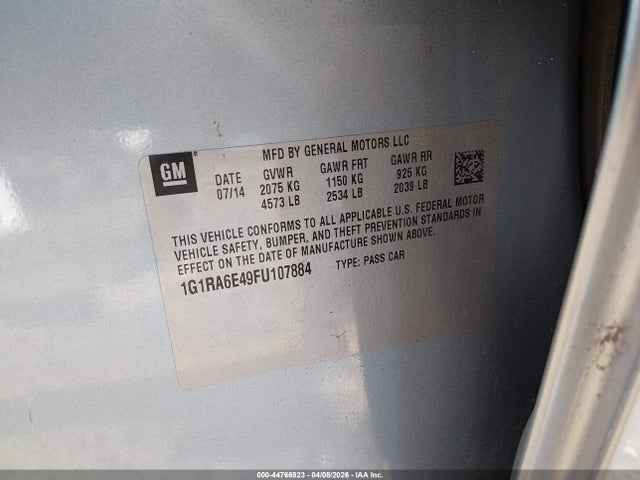 GM
MFD BY GENERAL MOTORS LLC
DATE GVWR GAWR FRT GAWR RR
07/14 2075 KG 1150 KG 925 KG
4573 LB 2534 LB 2039 LB
THIS VEHICLE CONFORMS TO ALL APPLICABLE U.S. FEDERAL MOTOR
VEHICLE SAFETY, BUMPER, AND THEFT PREVENTION STANDARDS IN
EFFECT ON THE DATE OF MANUFACTURE SHOWN ABOVE.
1G1RA6E49FU107884 TYPE: PASS CAR
000-44766923 | 04/08/2026 | IAA Inc.